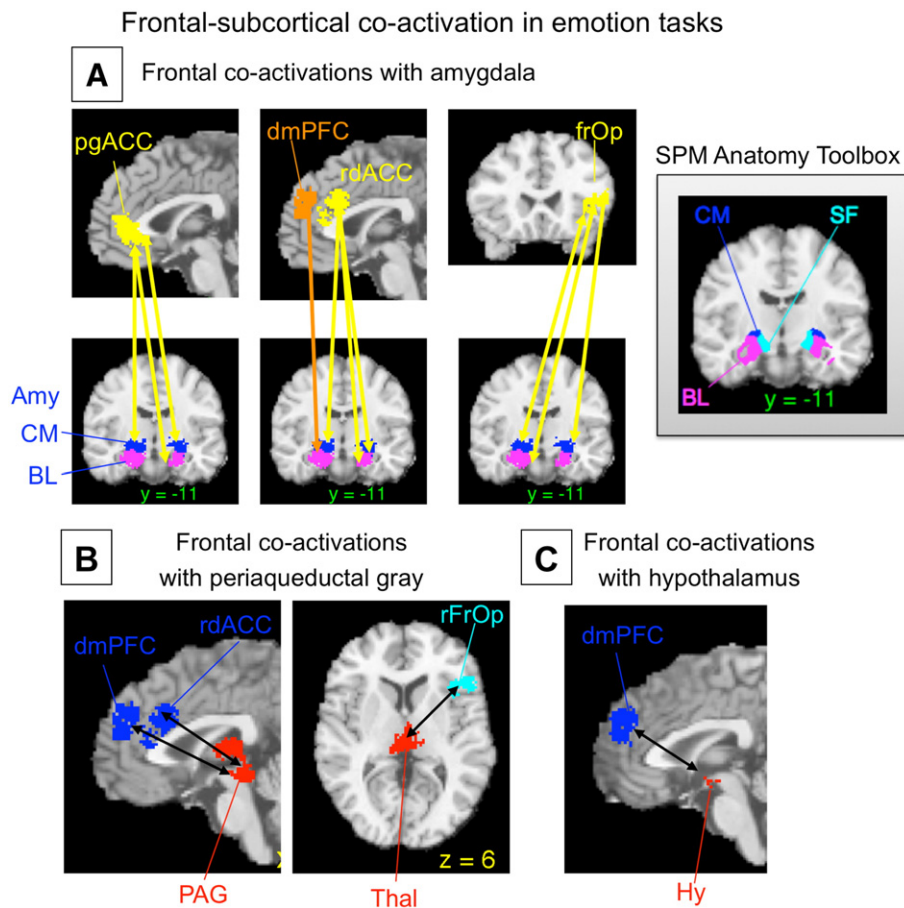 Frontal-subcortical co-activation in emotion tasks
A Frontal co-activations with amygdala
pgACC
dmPFC
rdACC
frOp
SPM Anatomy Toolbox
CM
SF
BL
y = -11
Amy
CM
BL
y = -11
y = -11
y = -11
B Frontal co-activations
with periaqueductal gray
dmPFC
rdACC
PAG
rFrOp
Thal
z = 6
C Frontal co-activations
with hypothalamus
dmPFC
Hy